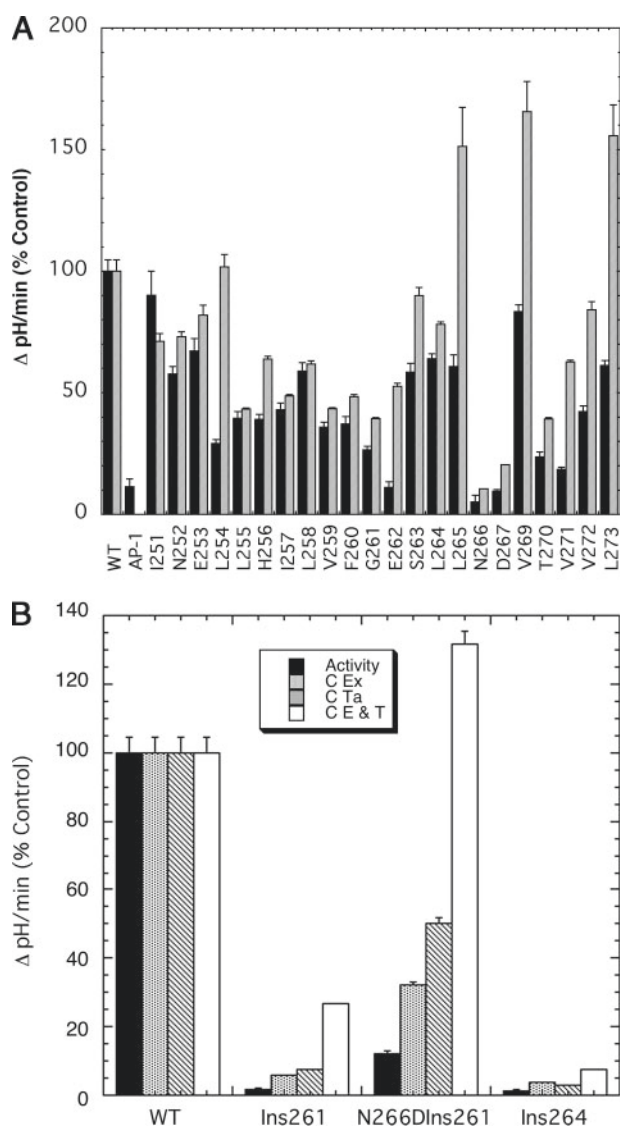 A
Δ pH/min (% Control)
200
150
100
50
0
WT
AP-1
I251
N252
E253
L254
L255
H256
I257
L258
V259
F260
G261
E262
S263
L264
L265
N266
D267
V269
T270
V271
V272
L273
B
Δ pH/min (% Control)
140
120
100
80
60
40
20
0
Activity
C Ex
C Ta
C E & T
WT Ins261 N266DIns261 Ins264